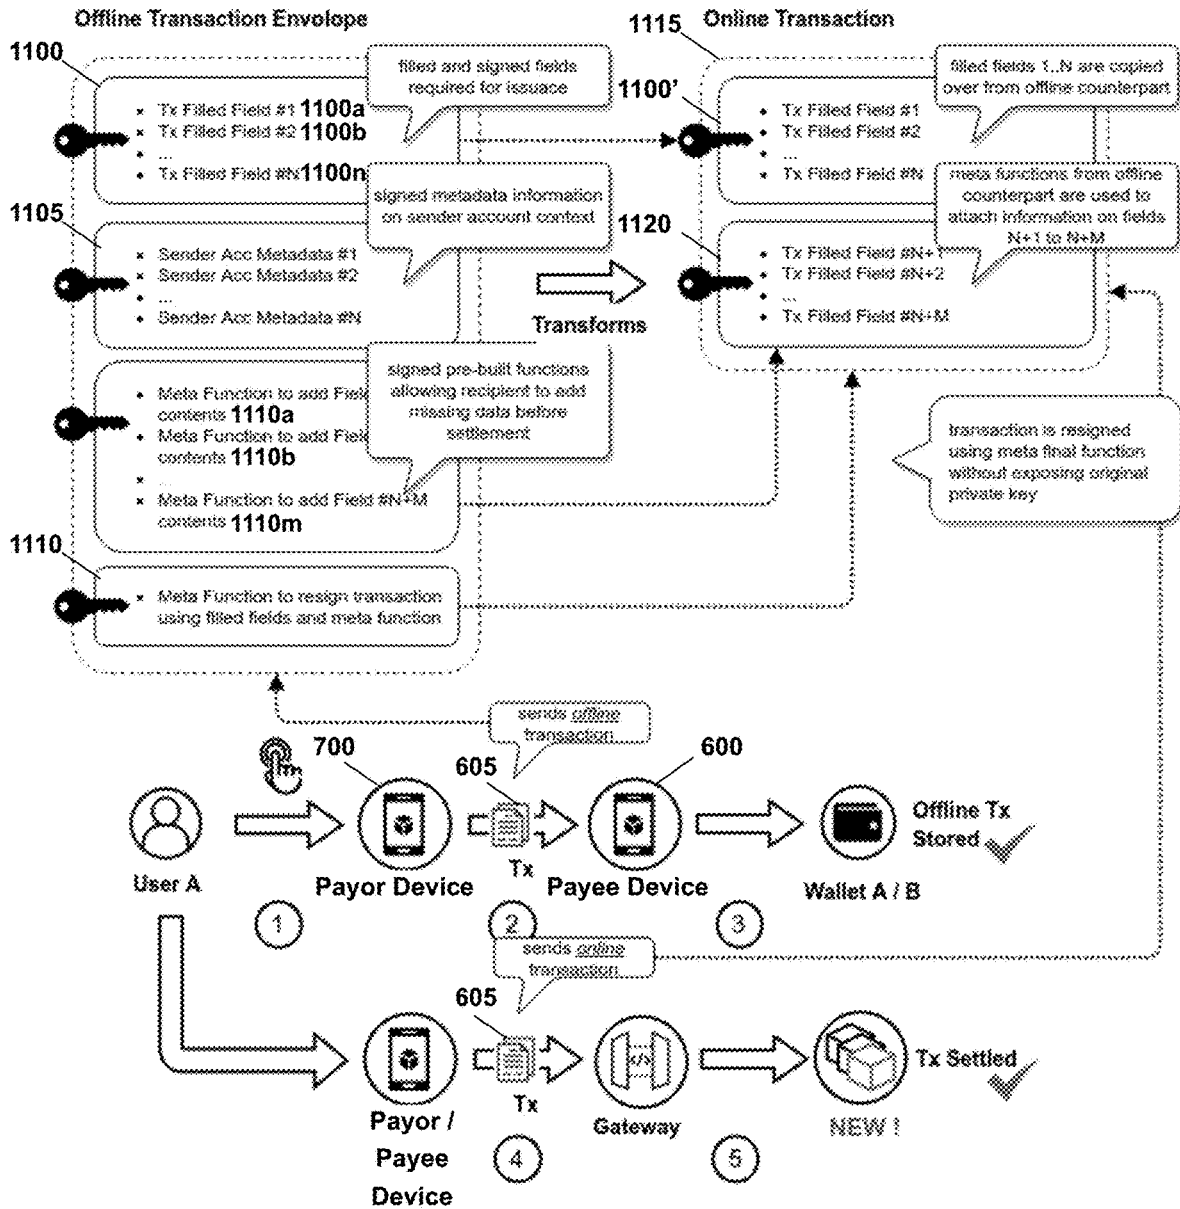 Offline Transaction Envelope
Online Transaction
1100
filled and signed fields
required for issuace
Tx Filled Field #1 1100a
Tx Filled Field #2 1100b
...
Tx Filled Field #N 1100n
1105
signed metadata information
on sender account context
Sender Acc Metadata #1
Sender Acc Metadata #2
...
Sender Acc Metadata #N
Transforms
signed pre-built functions
allowing recipient to add
missing data before
settlement
Meta Function to add Field
contents 1110a
Meta Function to add Field
contents 1110b
...
Meta Function to add Field #N+M
contents 1110m
1110
Meta Function to resign transaction
using filled fields and meta function
1115
1100'
filled fields 1..N are copied
over from offline counterpart
Tx Filled Field #1
Tx Filled Field #2
...
Tx Filled Field #N
meta functions from offline
counterpart are used to
attach information on fields
N+1 to N+M
1120
Tx Filled Field #N+1
Tx Filled Field #N+2
...
Tx Filled Field #N+M
transaction is resigned
using meta final function
without exposing original
private key
sends offline
transaction
700
605
600
User A
Payor Device
Tx
Payee Device
Wallet A / B
Offline Tx
Stored
1
2
3
sends online
transaction
605
Payor /
Payee
Device
Tx
Gateway
NEW !
Tx Settled
4
5